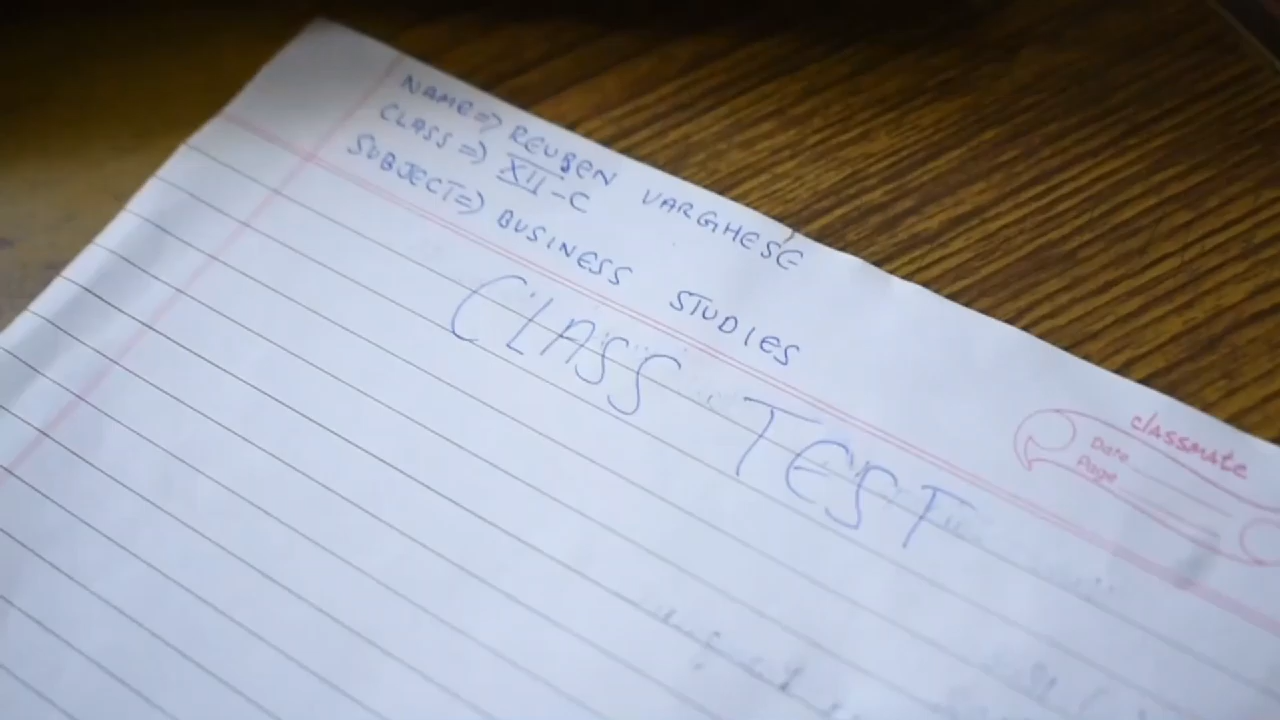 NAME=> REUBEN VARGHESE
CLASS=> XII-C
SUBJECT=> BUSINESS STUDIES
CLASS TEST
classmate
Date
Page